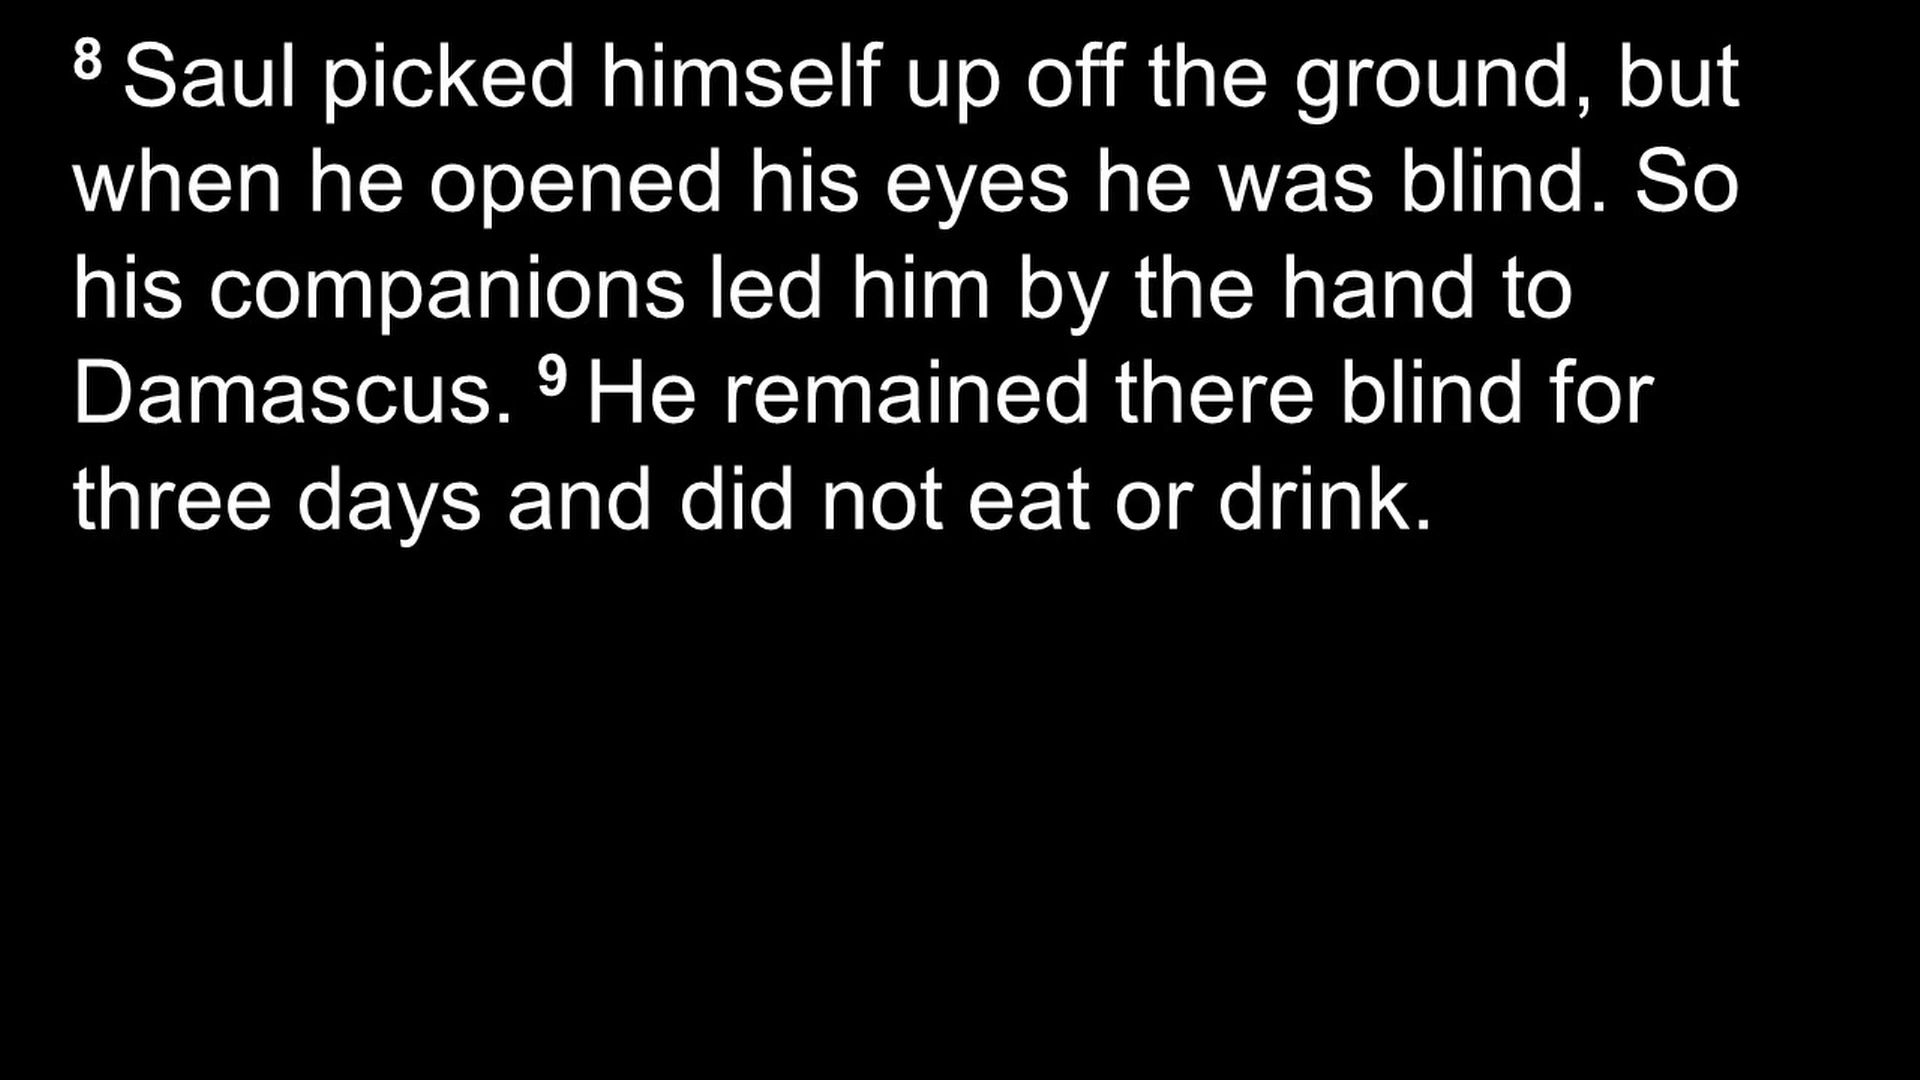 8 Saul picked himself up off the ground, but
when he opened his eyes he was blind. So
his companions led him by the hand to
Damascus. 9 He remained there blind for
three days and did not eat or drink.